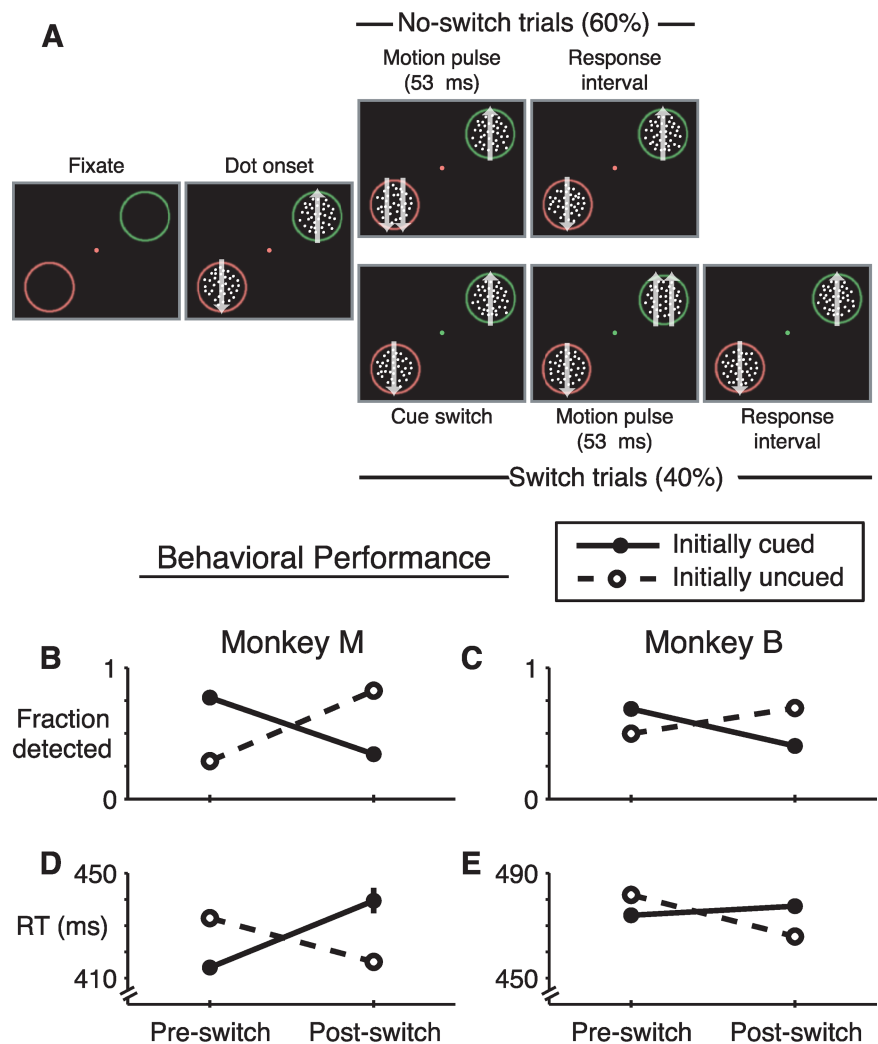 A
No-switch trials (60%)
Motion pulse
(53 ms)
Response
interval
Fixate
Dot onset
Cue switch
Motion pulse
(53 ms)
Response
interval
Switch trials (40%)
Behavioral Performance
Initially cued
Initially uncued
B
Monkey M
C
Monkey B
1
Fraction
detected
0
1
0
D
450
RT (ms)
410
E
490
450
Pre-switch
Post-switch
Pre-switch
Post-switch